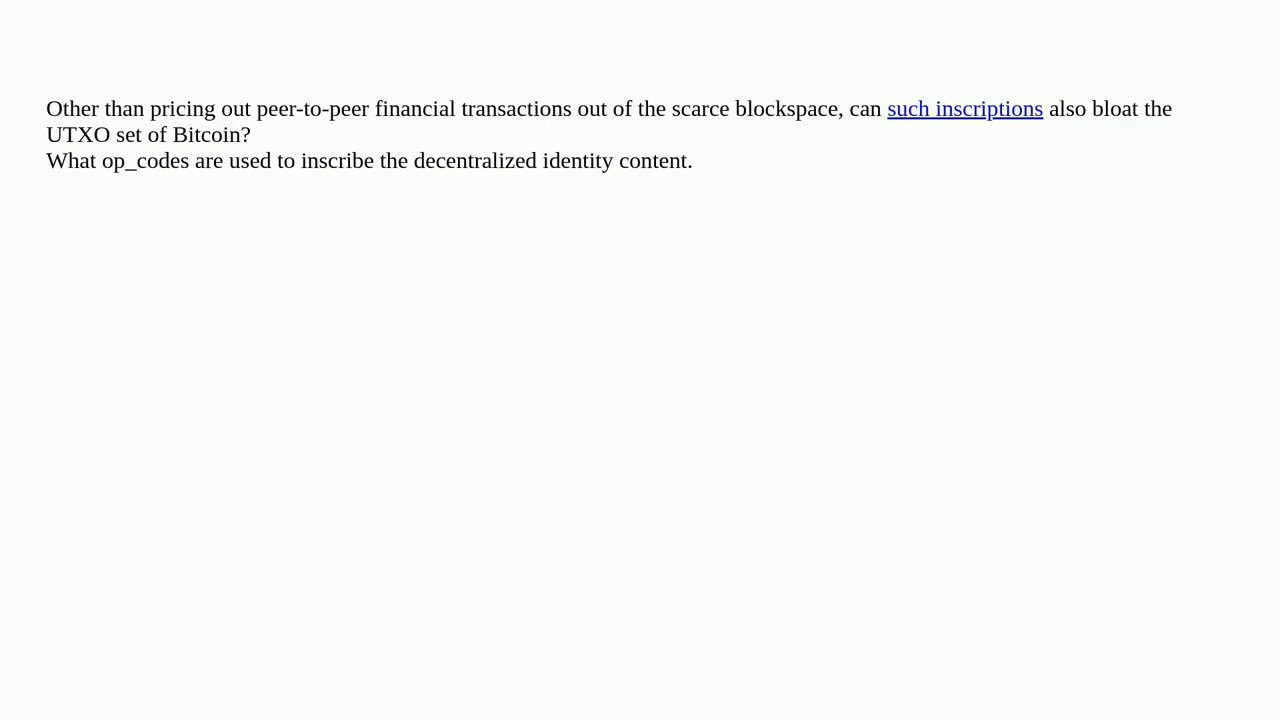 Other than pricing out peer-to-peer financial transactions out of the scarce blockspace, can such inscriptions also bloat the
UTXO set of Bitcoin?
What op_codes are used to inscribe the decentralized identity content.